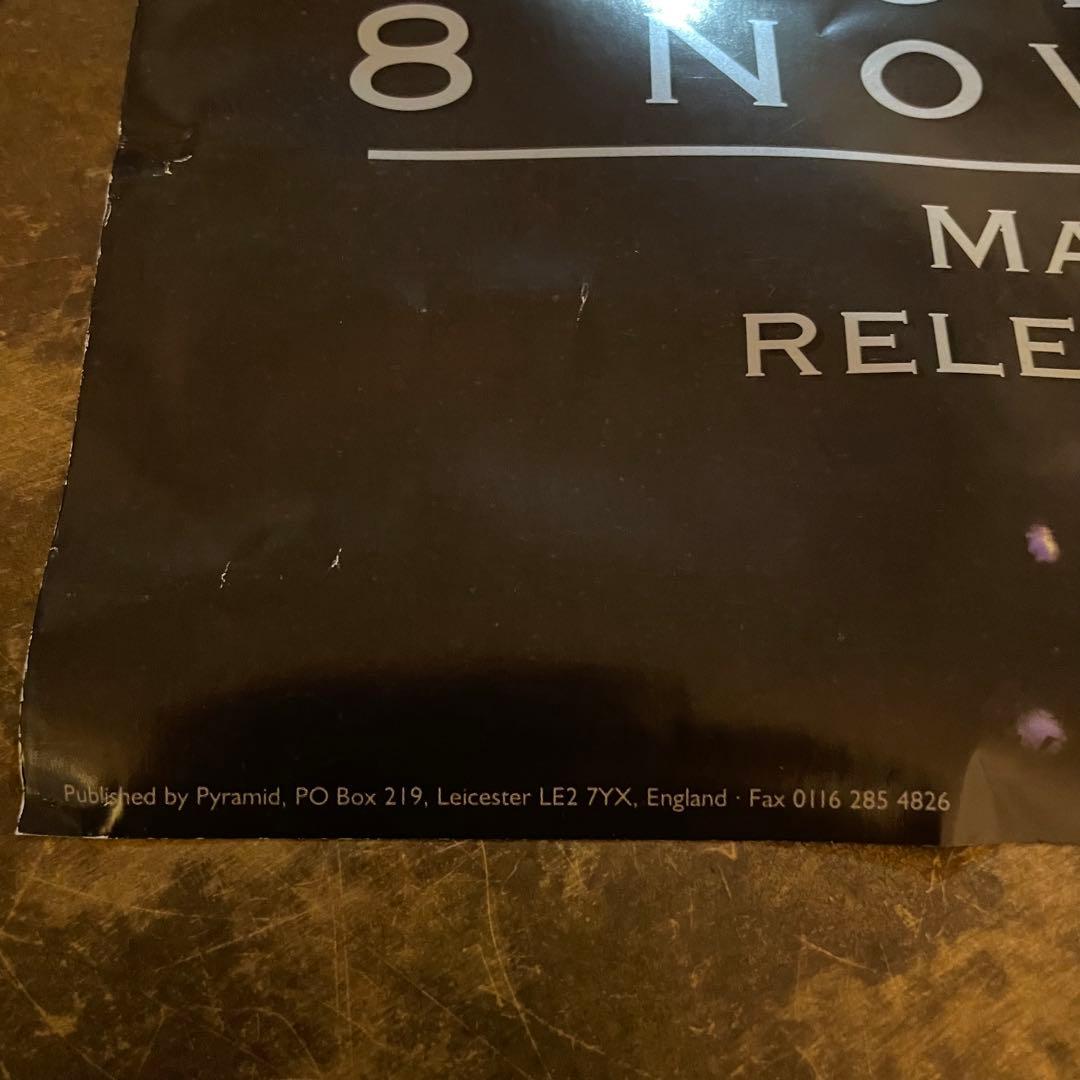 8 Nov
MA
RELE
Published by Pyramid, PO Box 219, Leicester LE2 7YX, England · Fax 0116 285 4826